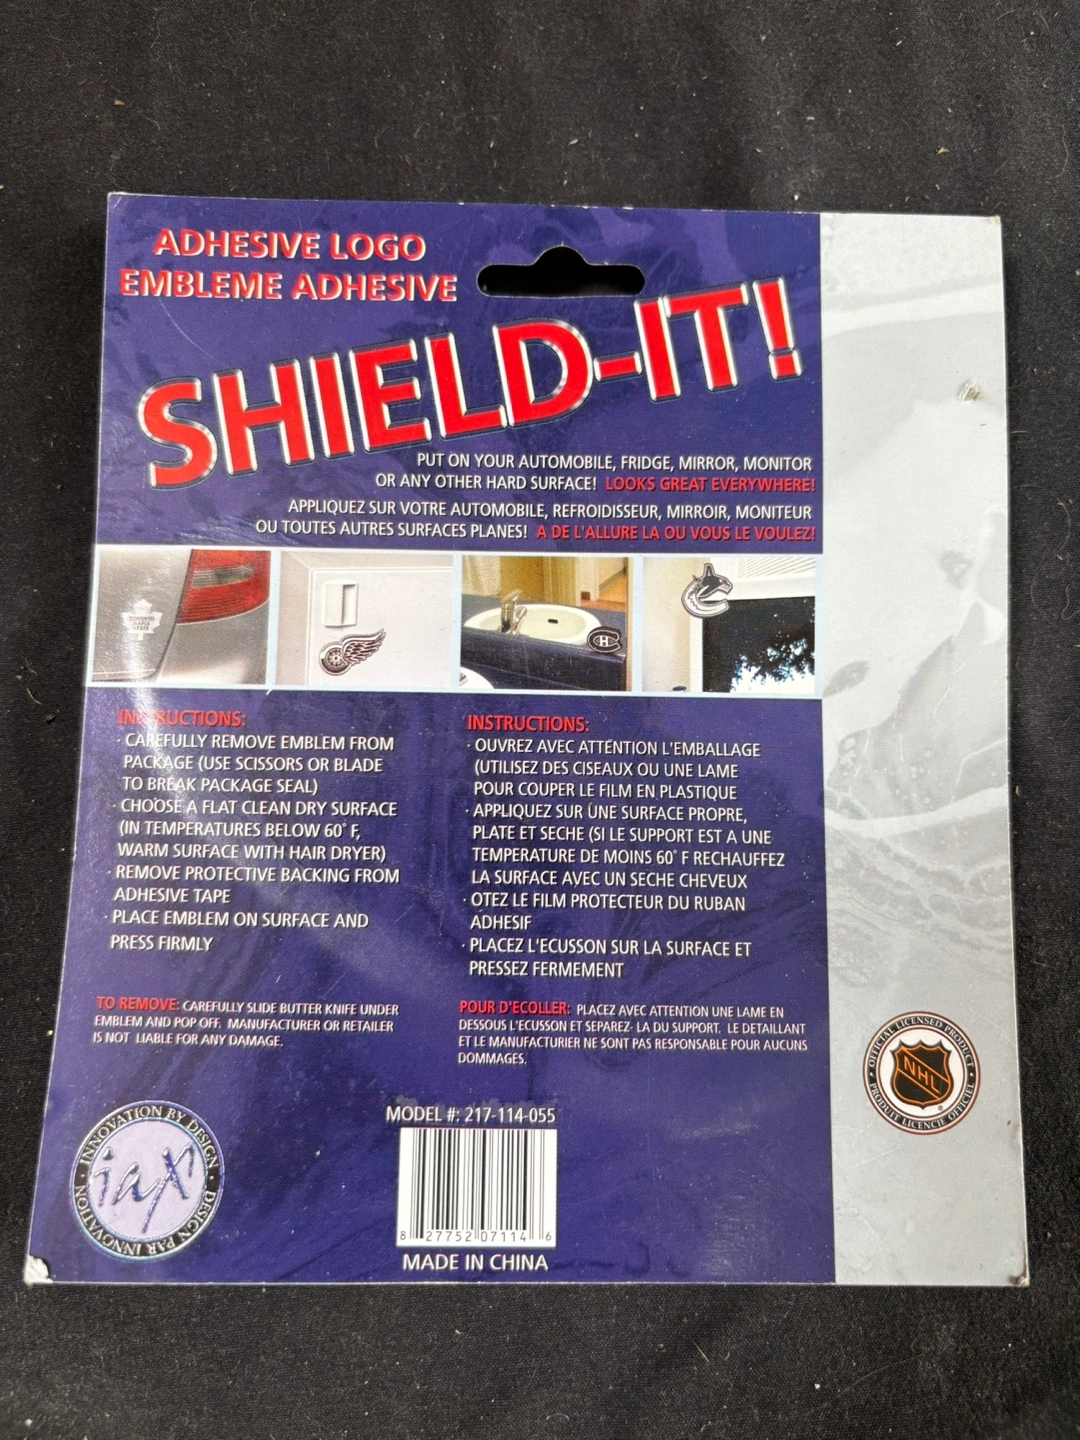 ADHESIVE LOGO
EMBLEME ADHESIVE
SHIELD-IT!
PUT ON YOUR AUTOMOBILE, FRIDGE, MIRROR, MONITOR
OR ANY OTHER HARD SURFACE! LOOKS GREAT EVERYWHERE!
APPLIQUEZ SUR VOTRE AUTOMOBILE, REFROIDISSEUR, MIRROIR, MONITEUR
OU TOUTES AUTRES SURFACES PLANES! A DE L'ALLURE LA OU VOUS LE VOULEZ!
TORONTO
MAPLE
LEAFS
INSTRUCTIONS:
· CAREFULLY REMOVE EMBLEM FROM
PACKAGE (USE SCISSORS OR BLADE
TO BREAK PACKAGE SEAL)
· CHOOSE A FLAT CLEAN DRY SURFACE
(IN TEMPERATURES BELOW 60° F,
WARM SURFACE WITH HAIR DRYER)
· REMOVE PROTECTIVE BACKING FROM
ADHESIVE TAPE
· PLACE EMBLEM ON SURFACE AND
PRESS FIRMLY
TO REMOVE: CAREFULLY SLIDE BUTTER KNIFE UNDER
EMBLEM AND POP OFF. MANUFACTURER OR RETAILER
IS NOT LIABLE FOR ANY DAMAGE.
INSTRUCTIONS:
· OUVREZ AVEC ATTENTION L'EMBALLAGE
(UTILISEZ DES CISEAUX OU UNE LAME
POUR COUPER LE FILM EN PLASTIQUE
· APPLIQUEZ SUR UNE SURFACE PROPRE,
PLATE ET SECHE (SI LE SUPPORT EST A UNE
TEMPERATURE DE MOINS 60° F RECHAUFFEZ
LA SURFACE AVEC UN SECHE CHEVEUX
· OTEZ LE FILM PROTECTEUR DU RUBAN
ADHESIF
· PLACEZ L'ECUSSON SUR LA SURFACE ET
PRESSEZ FERMEMENT
POUR D'ECOLLER: PLACEZ AVEC ATTENTION UNE LAME EN
DESSOUS L'ECUSSON ET SEPAREZ- LA DU SUPPORT. LE DETAILLANT
ET LE MANUFACTURIER NE SONT PAS RESPONSABLE POUR AUCUNS
DOMMAGES.
· OFFICIAL LICENSED PRODUCT ·
NHL
®
PRODUIT LICENCIE OFFICIEL
· INNOVATION BY DESIGN ·
iax
DESIGN PAR INNOVATION
MODEL #: 217-114-055
8 27752 07114 6
MADE IN CHINA